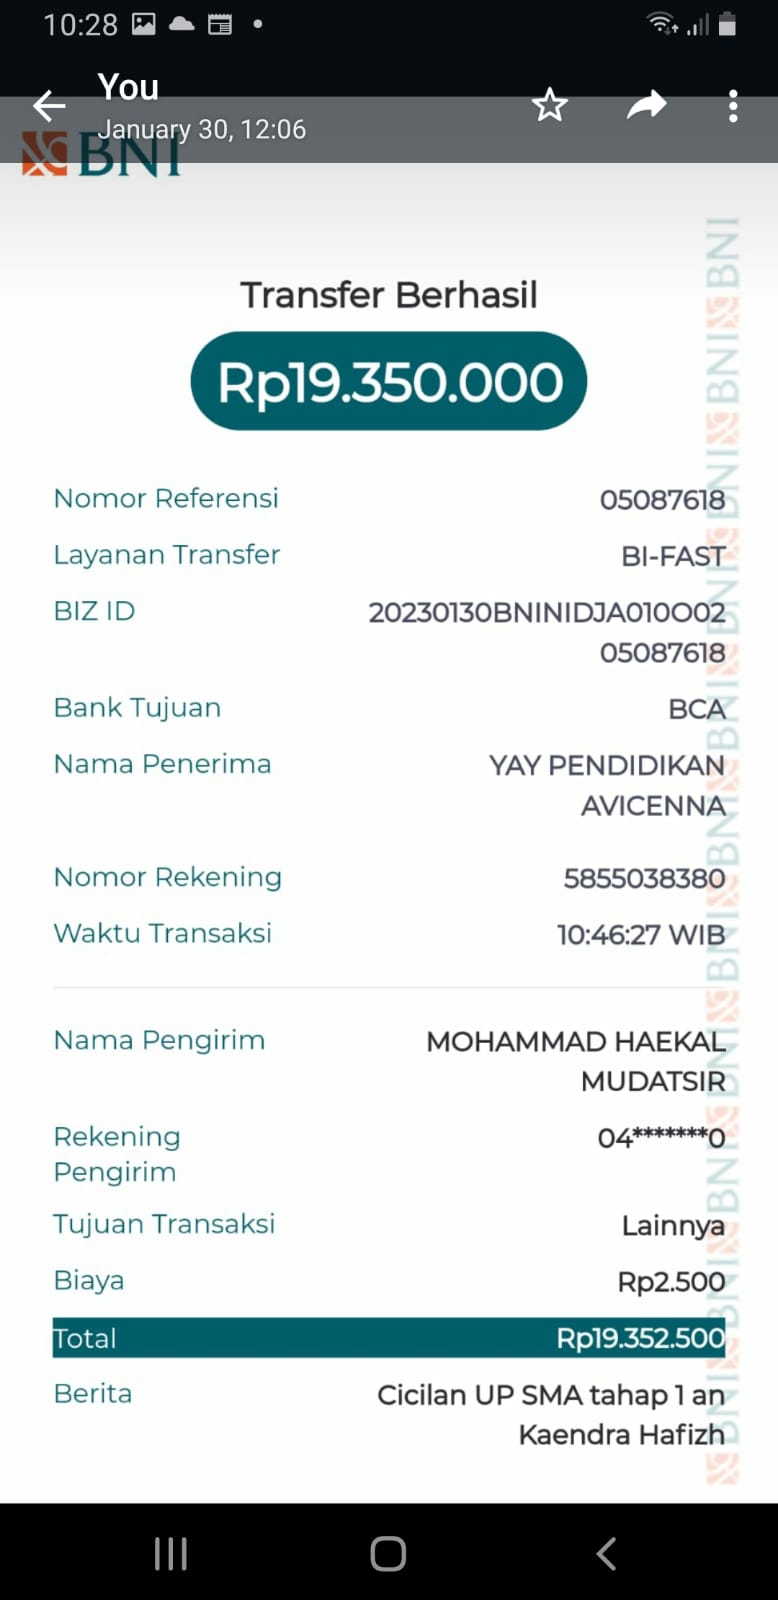 10:28
You
January 30, 12:06
BNI
Transfer Berhasil
Rp19.350.000
Nomor Referensi 05087618
Layanan Transfer BI-FAST
BIZ ID 20230130BNINIDJA010O02
05087618
Bank Tujuan BCA
Nama Penerima YAY PENDIDIKAN
AVICENNA
Nomor Rekening 5855038380
Waktu Transaksi 10:46:27 WIB
Nama Pengirim MOHAMMAD HAEKAL
MUDATSIR
Rekening 04*******0
Pengirim
Tujuan Transaksi Lainnya
Biaya Rp2.500
Total Rp19.352.500
Berita Cicilan UP SMA tahap 1 an
Kaendra Hafizh
BNI BNI BNI BNI BNI BNI BNI BNI BNI BNI BNI